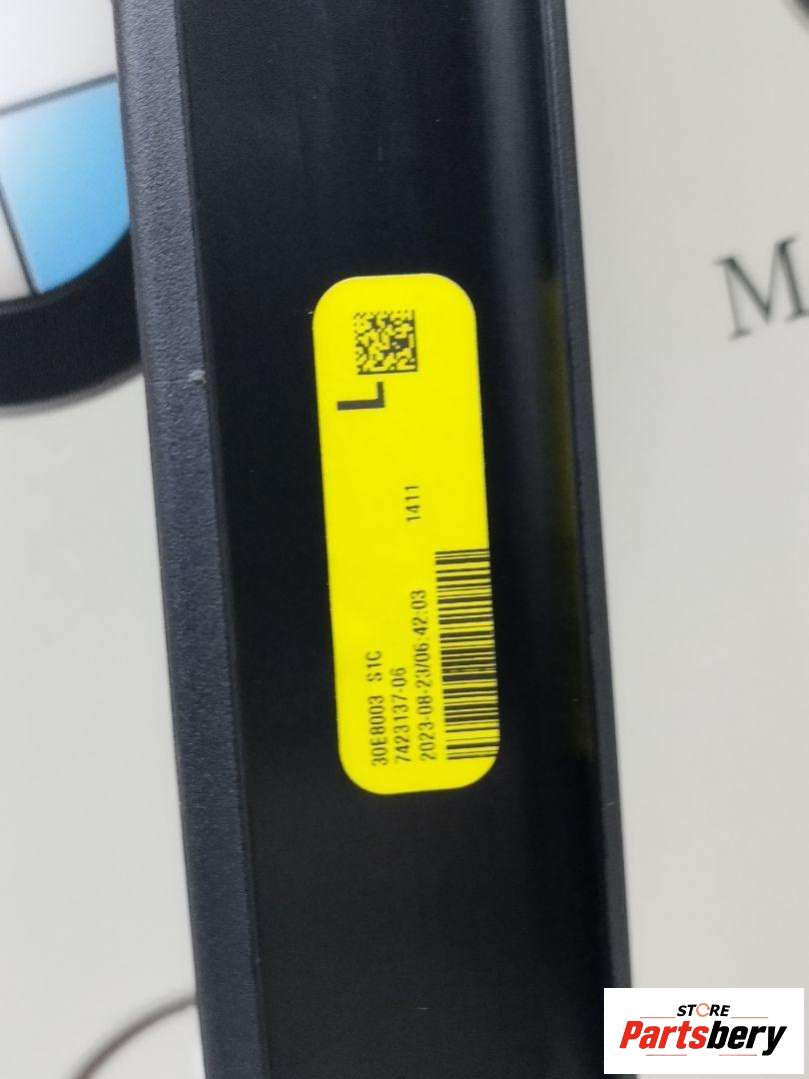 L
1411
30E8003 S1C
7423137-06
2023-08-23/06:42:03
M
STORE
Partsbery